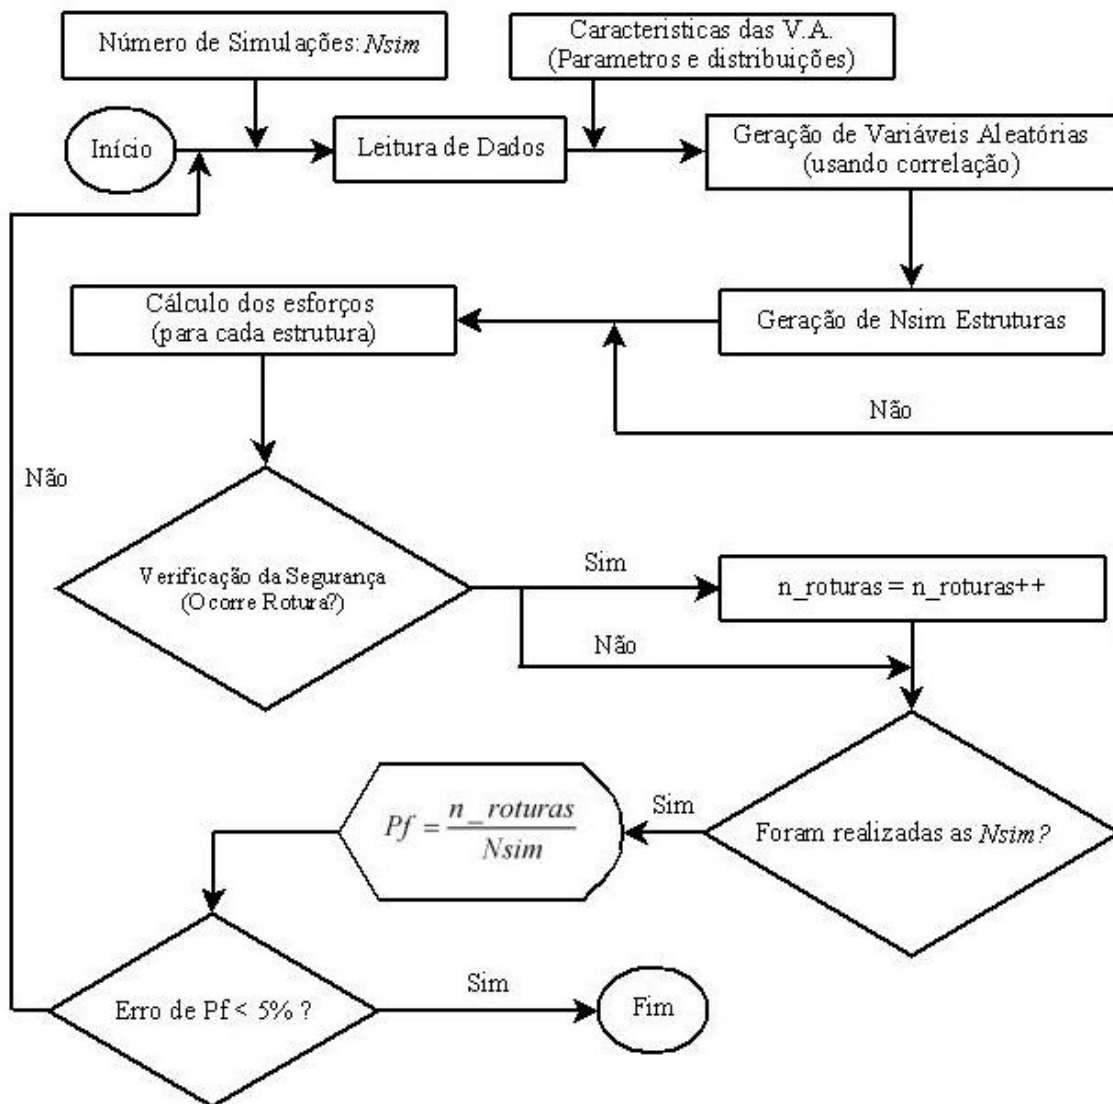 Número de Simulações: Nsim
Caracteristicas das V.A.
(Parametros e distribuições)
Início
Leitura de Dados
Geração de Variáveis Aleatórias
(usando correlação)
Cálculo dos esforços
(para cada estrutura)
Geração de Nsim Estruturas
Não
Não
Verificação da Segurança
(Ocorre Rotura?)
Sim
n_roturas = n_roturas++
Não
Pf = n_roturas / Nsim
Sim
Foram realizadas as Nsim?
Erro de Pf < 5% ?
Sim
Fim